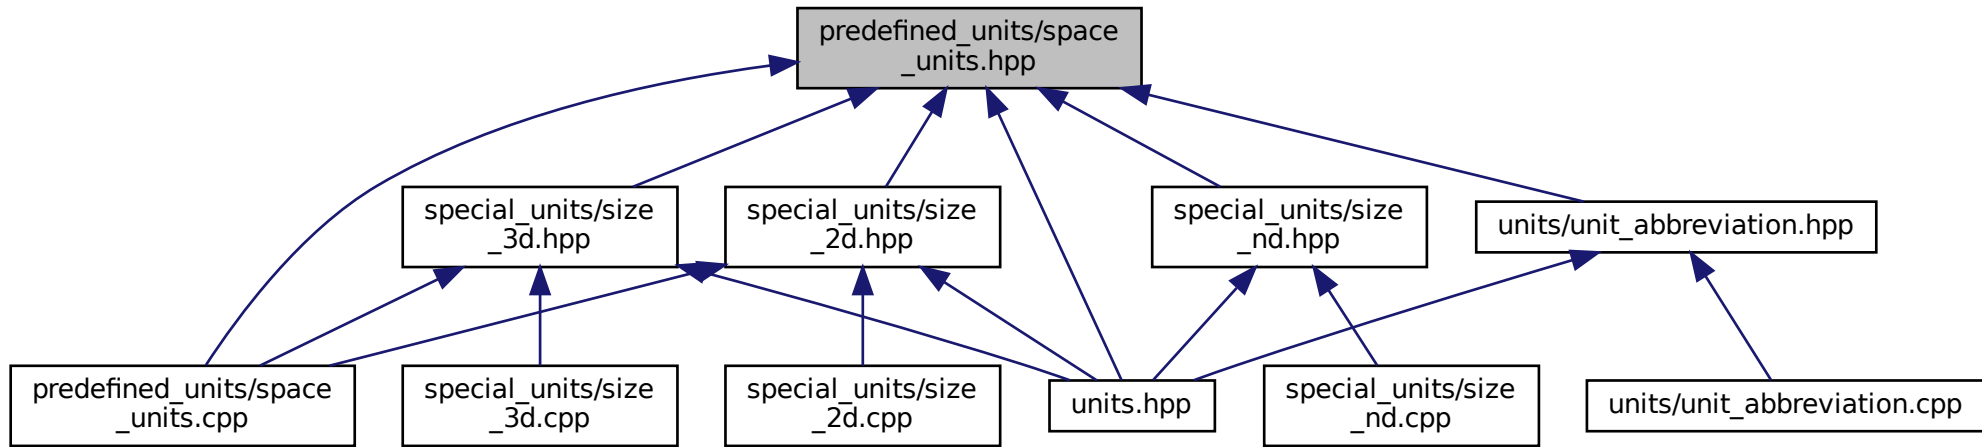 predefined_units/space
_units.hpp
special_units/size
_3d.hpp
special_units/size
_2d.hpp
special_units/size
_nd.hpp
units/unit_abbreviation.hpp
predefined_units/space
_units.cpp
special_units/size
_3d.cpp
special_units/size
_2d.cpp
units.hpp
special_units/size
_nd.cpp
units/unit_abbreviation.cpp